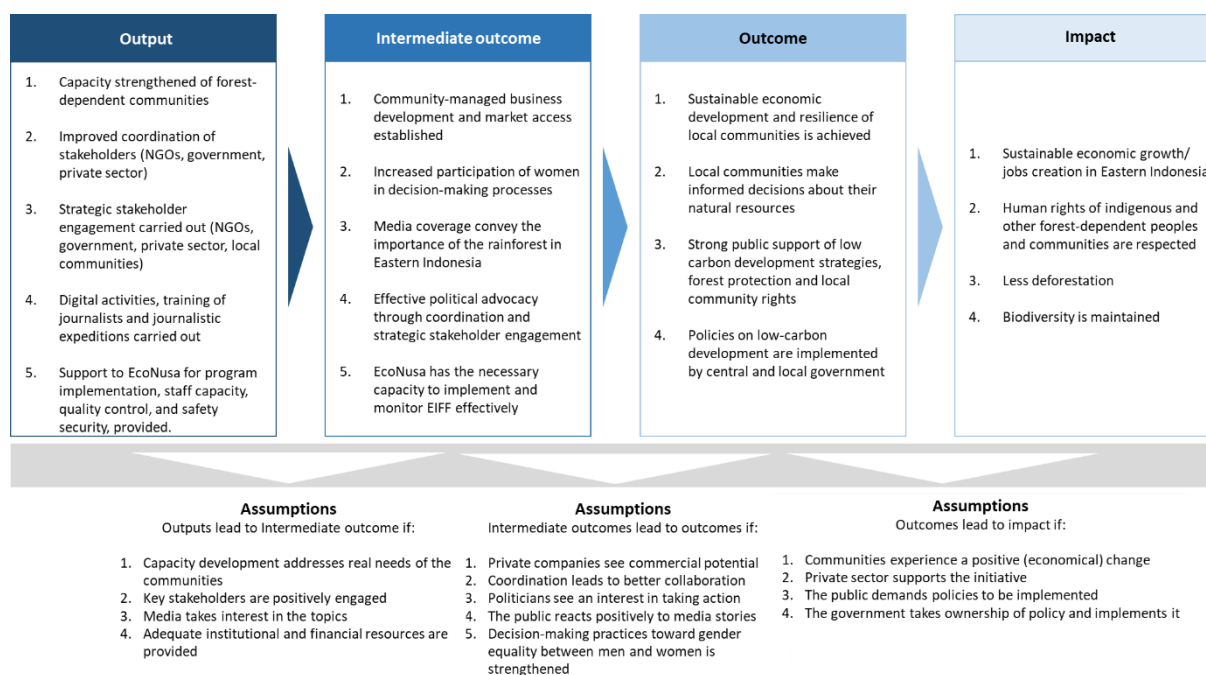 Output
1. Capacity strengthened of forest-
dependent communities
2. Improved coordination of
stakeholders (NGOs, government,
private sector)
3. Strategic stakeholder
engagement carried out (NGOs,
government, private sector, local
communities)
4. Digital activities, training of
journalists and journalistic
expeditions carried out
5. Support to EcoNusa for program
implementation, staff capacity,
quality control, and safety
security, provided.
Intermediate outcome
1. Community-managed business
development and market access
established
2. Increased participation of women
in decision-making processes
3. Media coverage convey the
importance of the rainforest in
Eastern Indonesia
4. Effective political advocacy
through coordination and
strategic stakeholder engagement
5. EcoNusa has the necessary
capacity to implement and
monitor EIFF effectively
Outcome
1. Sustainable economic
development and resilience of
local communities is achieved
2. Local communities make
informed decisions about their
natural resources
3. Strong public support of low
carbon development strategies,
forest protection and local
community rights
4. Policies on low-carbon
development are implemented
by central and local government
Impact
1. Sustainable economic growth/
jobs creation in Eastern Indonesia
2. Human rights of indigenous and
other forest-dependent peoples
and communities are respected
3. Less deforestation
4. Biodiversity is maintained
Assumptions
Outputs lead to Intermediate outcome if:
1. Capacity development addresses real needs of the
communities
2. Key stakeholders are positively engaged
3. Media takes interest in the topics
4. Adequate institutional and financial resources are
provided
Assumptions
Intermediate outcomes lead to outcomes if:
1. Private companies see commercial potential
2. Coordination leads to better collaboration
3. Politicians see an interest in taking action
4. The public reacts positively to media stories
5. Decision-making practices toward gender
equality between men and women is
strengthened
Assumptions
Outcomes lead to impact if:
1. Communities experience a positive (economical) change
2. Private sector supports the initiative
3. The public demands policies to be implemented
4. The government takes ownership of policy and implements it